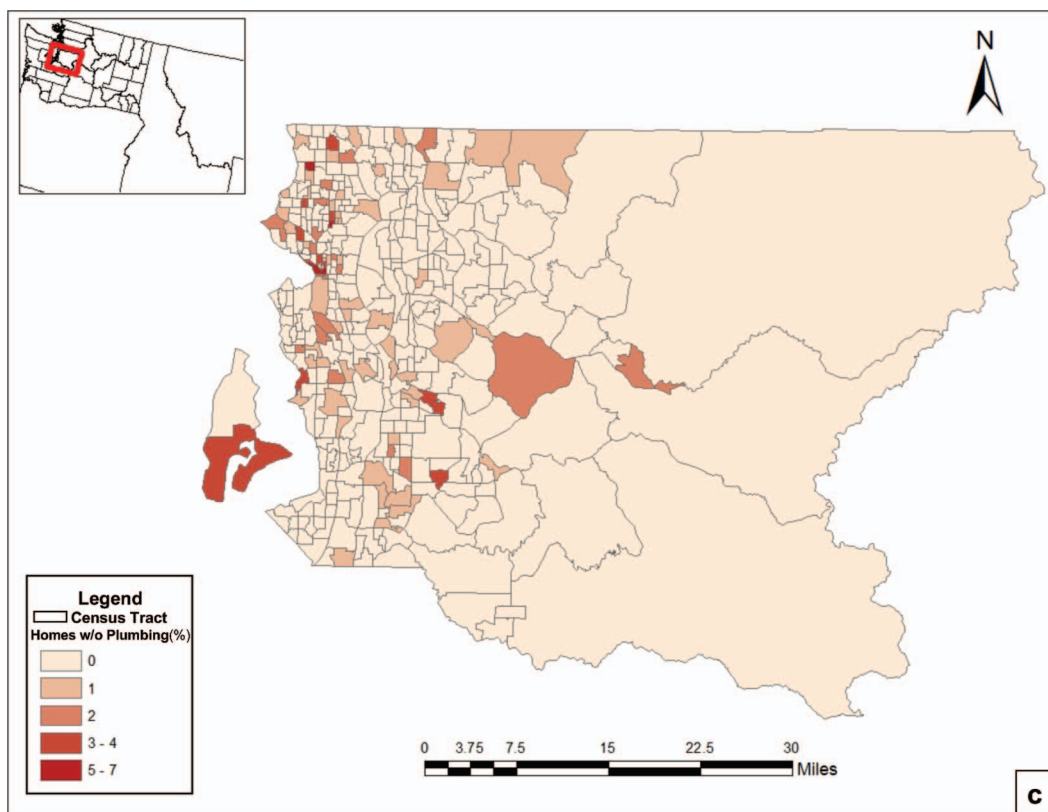 N
Legend
Census Tract
Homes w/o Plumbing(%)
0
1
2
3 - 4
5 - 7
0 3.75 7.5 15 22.5 30
Miles
c